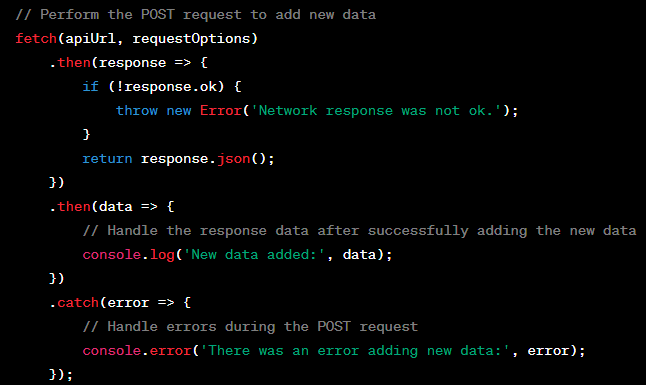 // Perform the POST request to add new data
fetch(apiUrl, requestOptions)
    .then(response => {
        if (!response.ok) {
            throw new Error('Network response was not ok.');
        }
        return response.json();
    })
    .then(data => {
        // Handle the response data after successfully adding the new data
        console.log('New data added:', data);
    })
    .catch(error => {
        // Handle errors during the POST request
        console.error('There was an error adding new data:', error);
    });